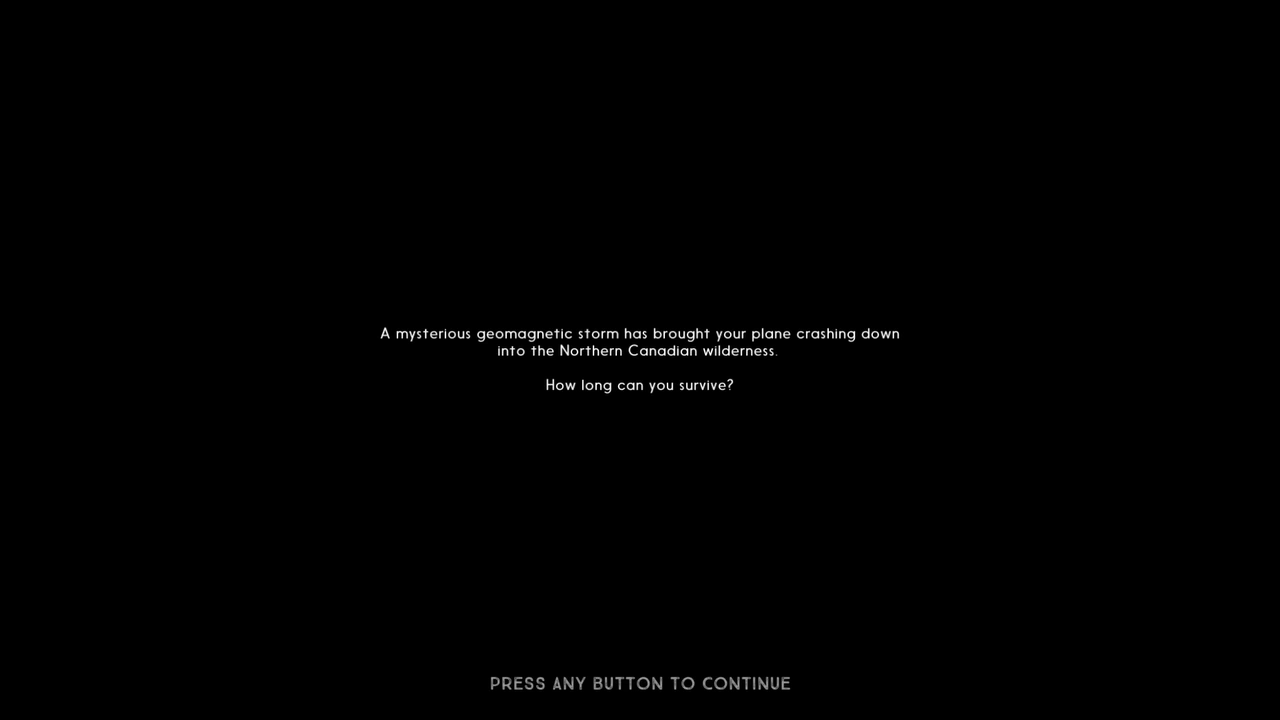 A mysterious geomagnetic storm has brought your plane crashing down
into the Northern Canadian wilderness.
How long can you survive?
PRESS ANY BUTTON TO CONTINUE